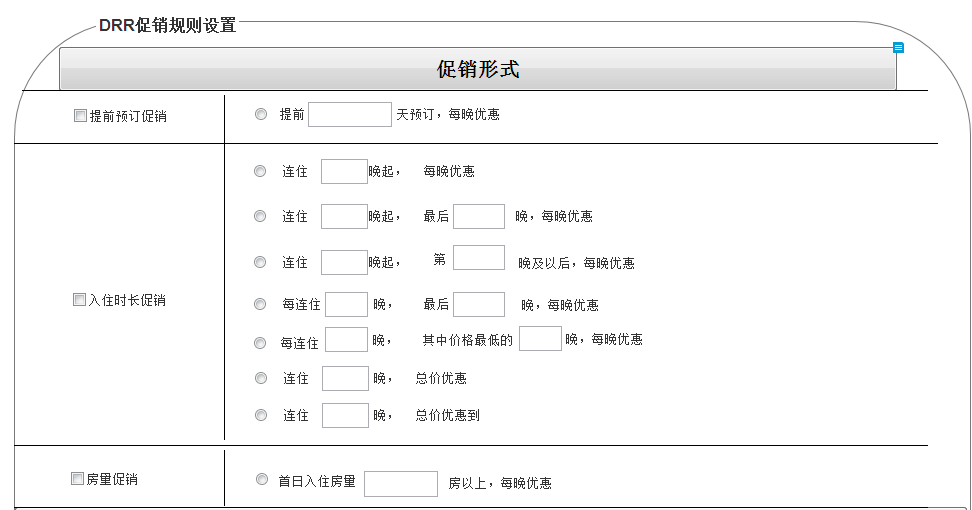 DRR促销规则设置
促销形式
提前预订促销 提前 天预订，每晚优惠
连住 晚起， 每晚优惠
连住 晚起， 最后 晚，每晚优惠
连住 晚起， 第 晚及以后，每晚优惠
入住时长促销 每连住 晚， 最后 晚，每晚优惠
每连住 晚， 其中价格最低的 晚，每晚优惠
连住 晚， 总价优惠
连住 晚， 总价优惠到
房量促销 首日入住房量 房以上，每晚优惠